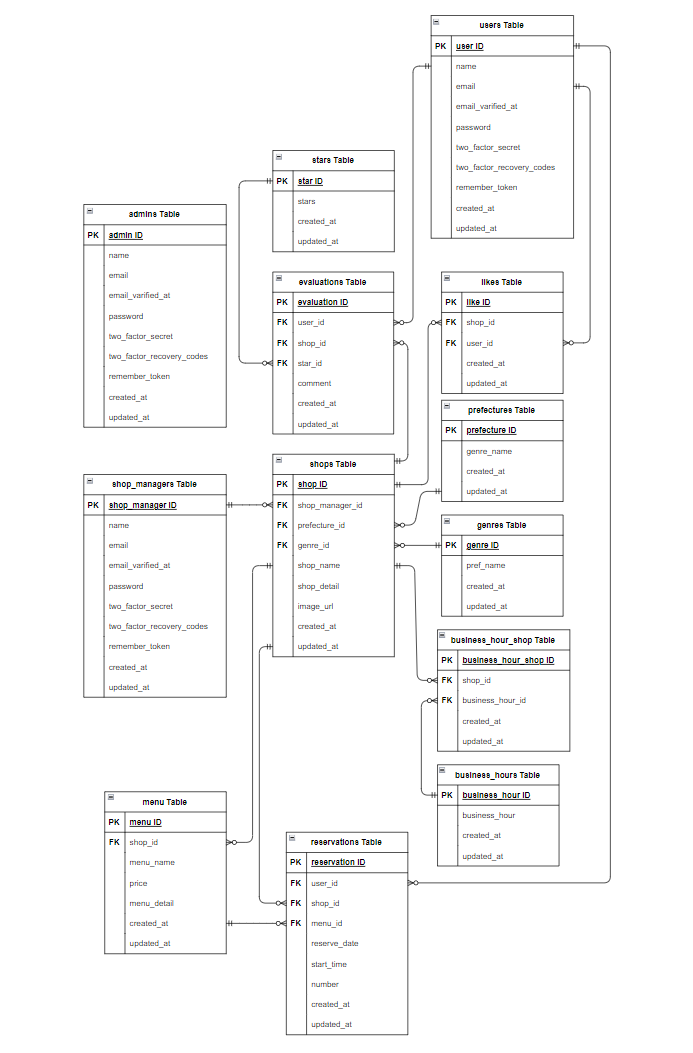 users Table
PK user ID
name
email
email_varified_at
password
two_factor_secret
two_factor_recovery_codes
remember_token
created_at
updated_at
stars Table
PK star ID
stars
created_at
updated_at
admins Table
PK admin ID
name
email
email_varified_at
password
two_factor_secret
two_factor_recovery_codes
remember_token
created_at
updated_at
evaluations Table
PK evaluation ID
FK user_id
FK shop_id
FK star_id
comment
created_at
updated_at
likes Table
PK like ID
FK shop_id
FK user_id
created_at
updated_at
prefectures Table
PK prefecture ID
genre_name
created_at
updated_at
shops Table
PK shop ID
FK shop_manager_id
FK prefecture_id
FK genre_id
shop_name
shop_detail
image_url
created_at
updated_at
shop_managers Table
PK shop_manager ID
name
email
email_varified_at
password
two_factor_secret
two_factor_recovery_codes
remember_token
created_at
updated_at
genres Table
PK genre ID
pref_name
created_at
updated_at
business_hour_shop Table
PK business_hour_shop ID
FK shop_id
FK business_hour_id
created_at
updated_at
business_hours Table
PK business_hour ID
business_hour
created_at
updated_at
menu Table
PK menu ID
FK shop_id
menu_name
price
menu_detail
created_at
updated_at
reservations Table
PK reservation ID
FK user_id
FK shop_id
FK menu_id
reserve_date
start_time
number
created_at
updated_at